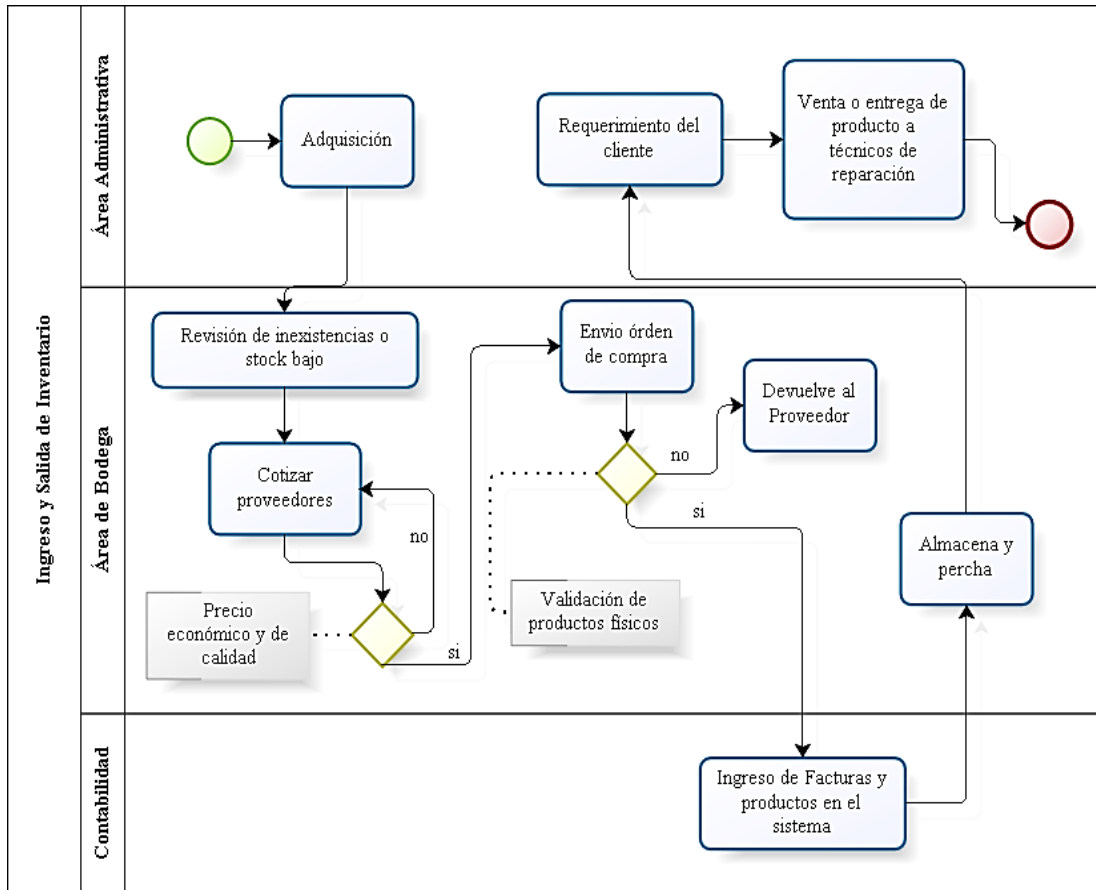 Ingreso y Salida de Inventario
Área Administrativa
Adquisición
Requerimiento del
cliente
Venta o entrega de
producto a
técnicos de
reparación
Área de Bodega
Revisión de inexistencias o
stock bajo
Envio órden
de compra
Devuelve al
Proveedor
Cotizar
proveedores
no
no
si
Almacena y
percha
Precio
económico y de
calidad
si
Validación de
productos físicos
Contabilidad
Ingreso de Facturas y
productos en el
sistema